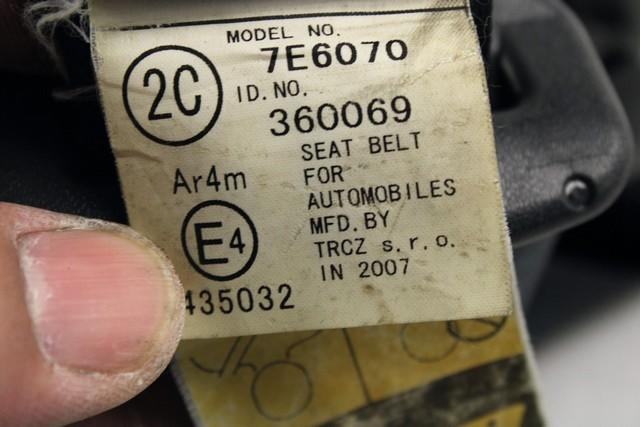 MODEL NO.
7E6070
2C
ID.NO.
360069
SEAT BELT
FOR
AUTOMOBILES
MFD.BY
TRCZ s.r.o.
IN 2007
Ar4m
E4
435032